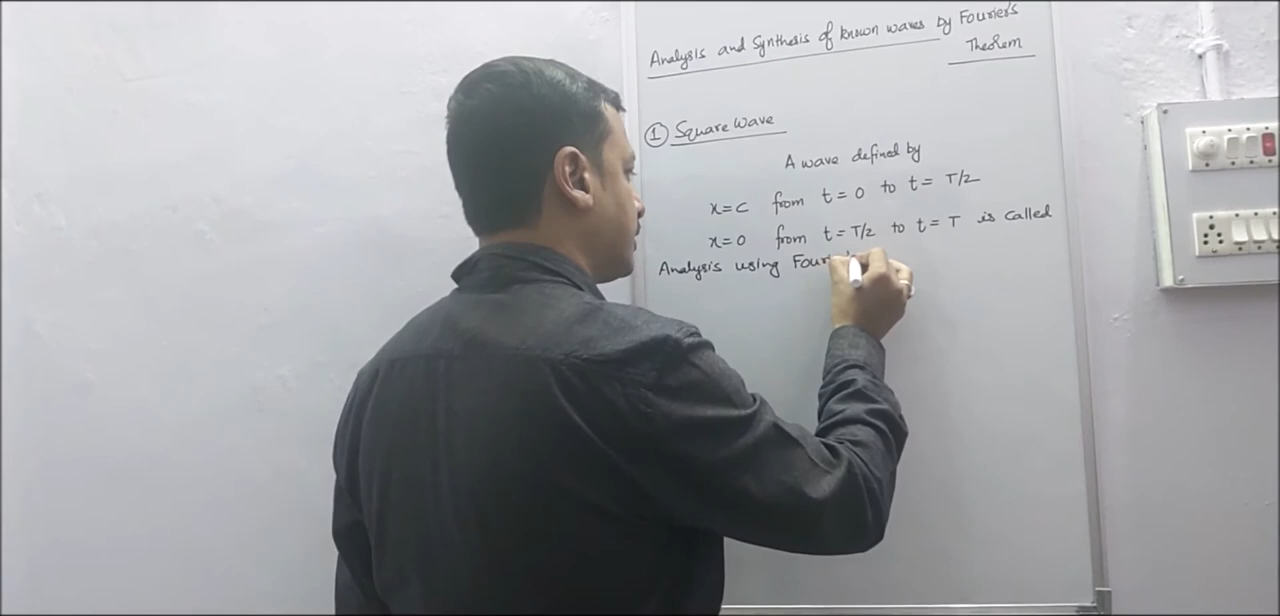 Analysis and Synthesis of known waves by Fourier's
Theorem
① Square Wave
A wave defined by
x=c from t=0 to t= T/2
x=0 from t=T/2 to t=T is called
Analysis using